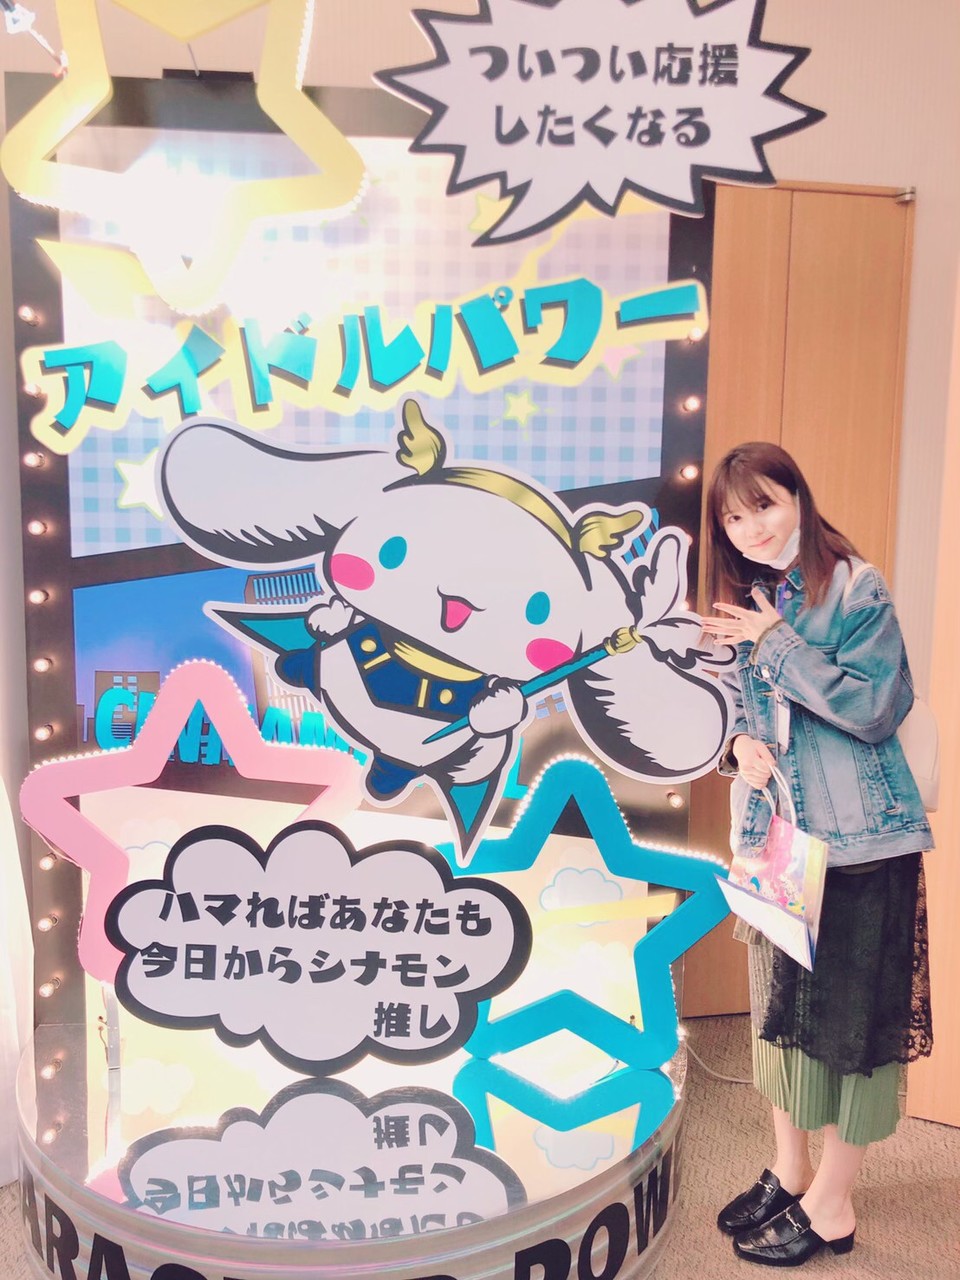 ついつい応援
したくなる
アイドルパワー
ハマればあなたも
今日からシナモン
推し